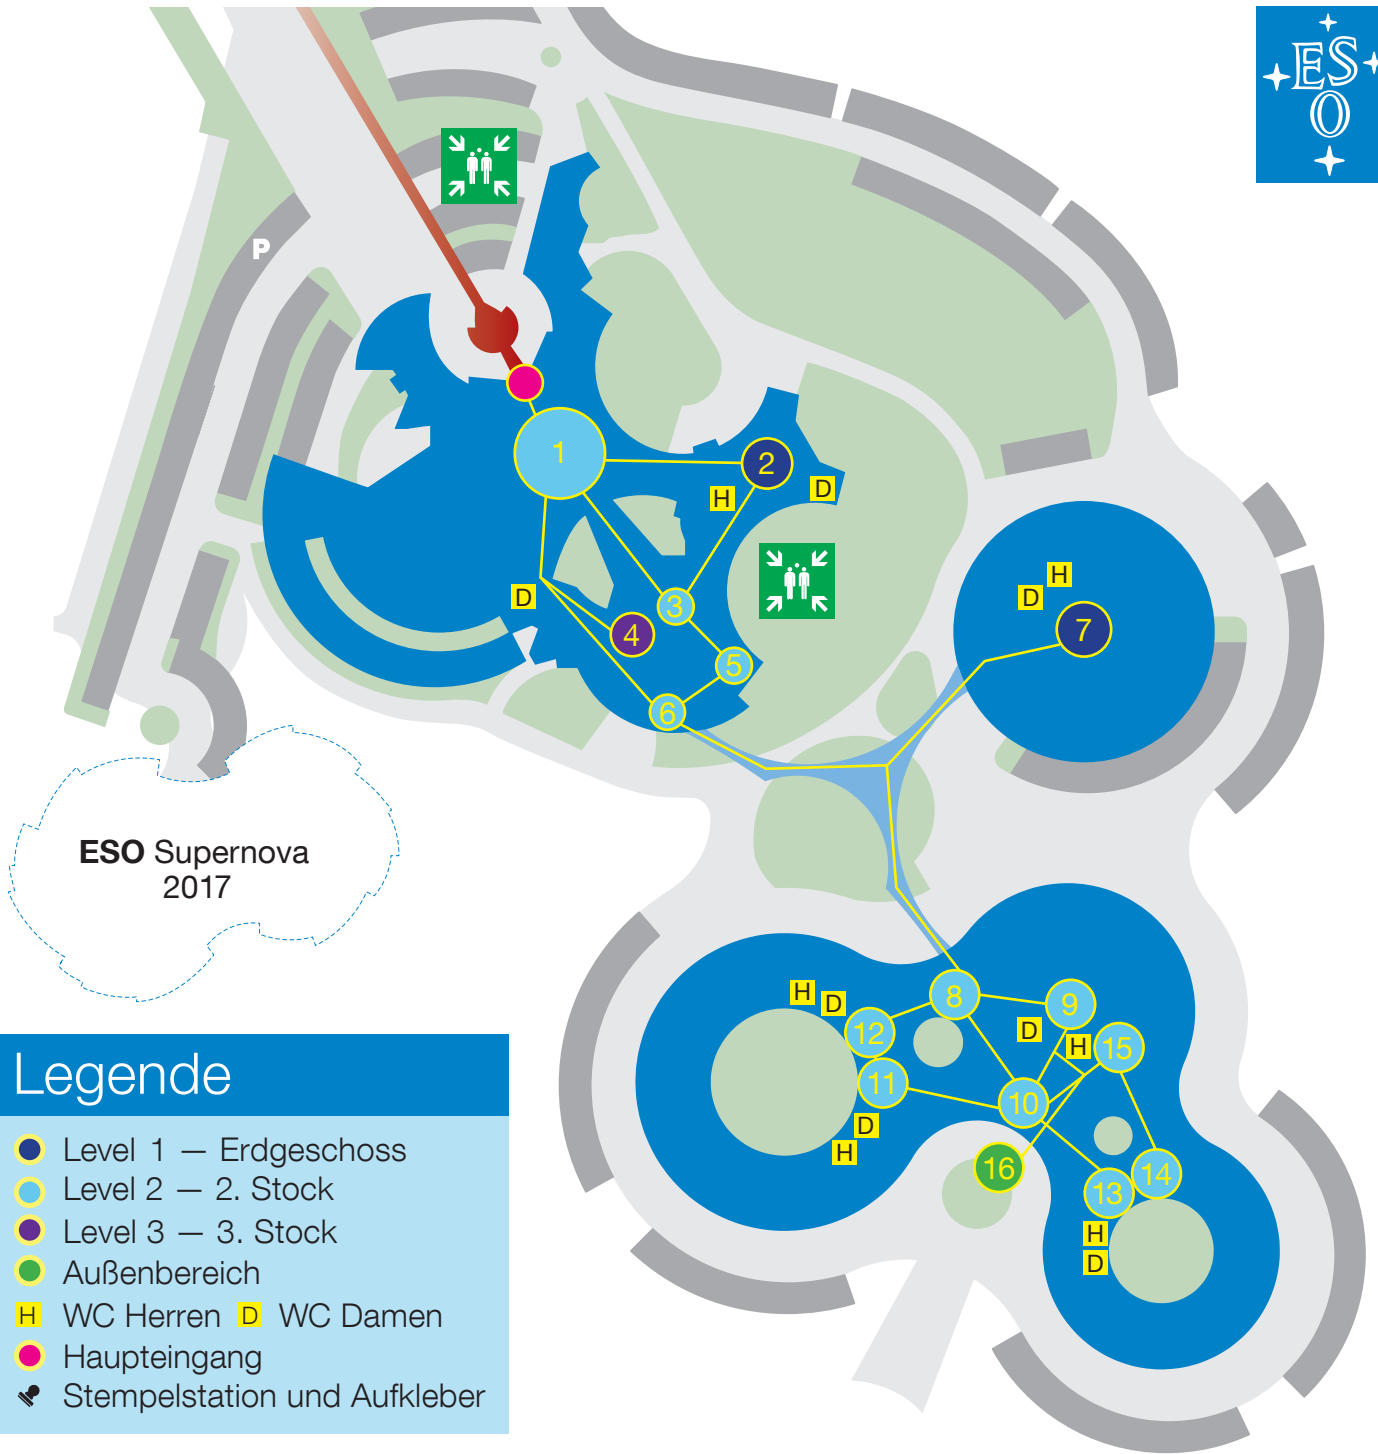 ESO
P
1
2
H
D
3
D
4
5
6
H
D
7
ESO Supernova
2017
8
9
H
D
12
D
H
15
11
10
D
H
16
14
13
H
D
Legende
Level 1 — Erdgeschoss
Level 2 — 2. Stock
Level 3 — 3. Stock
Außenbereich
H WC Herren D WC Damen
Haupteingang
Stempelstation und Aufkleber